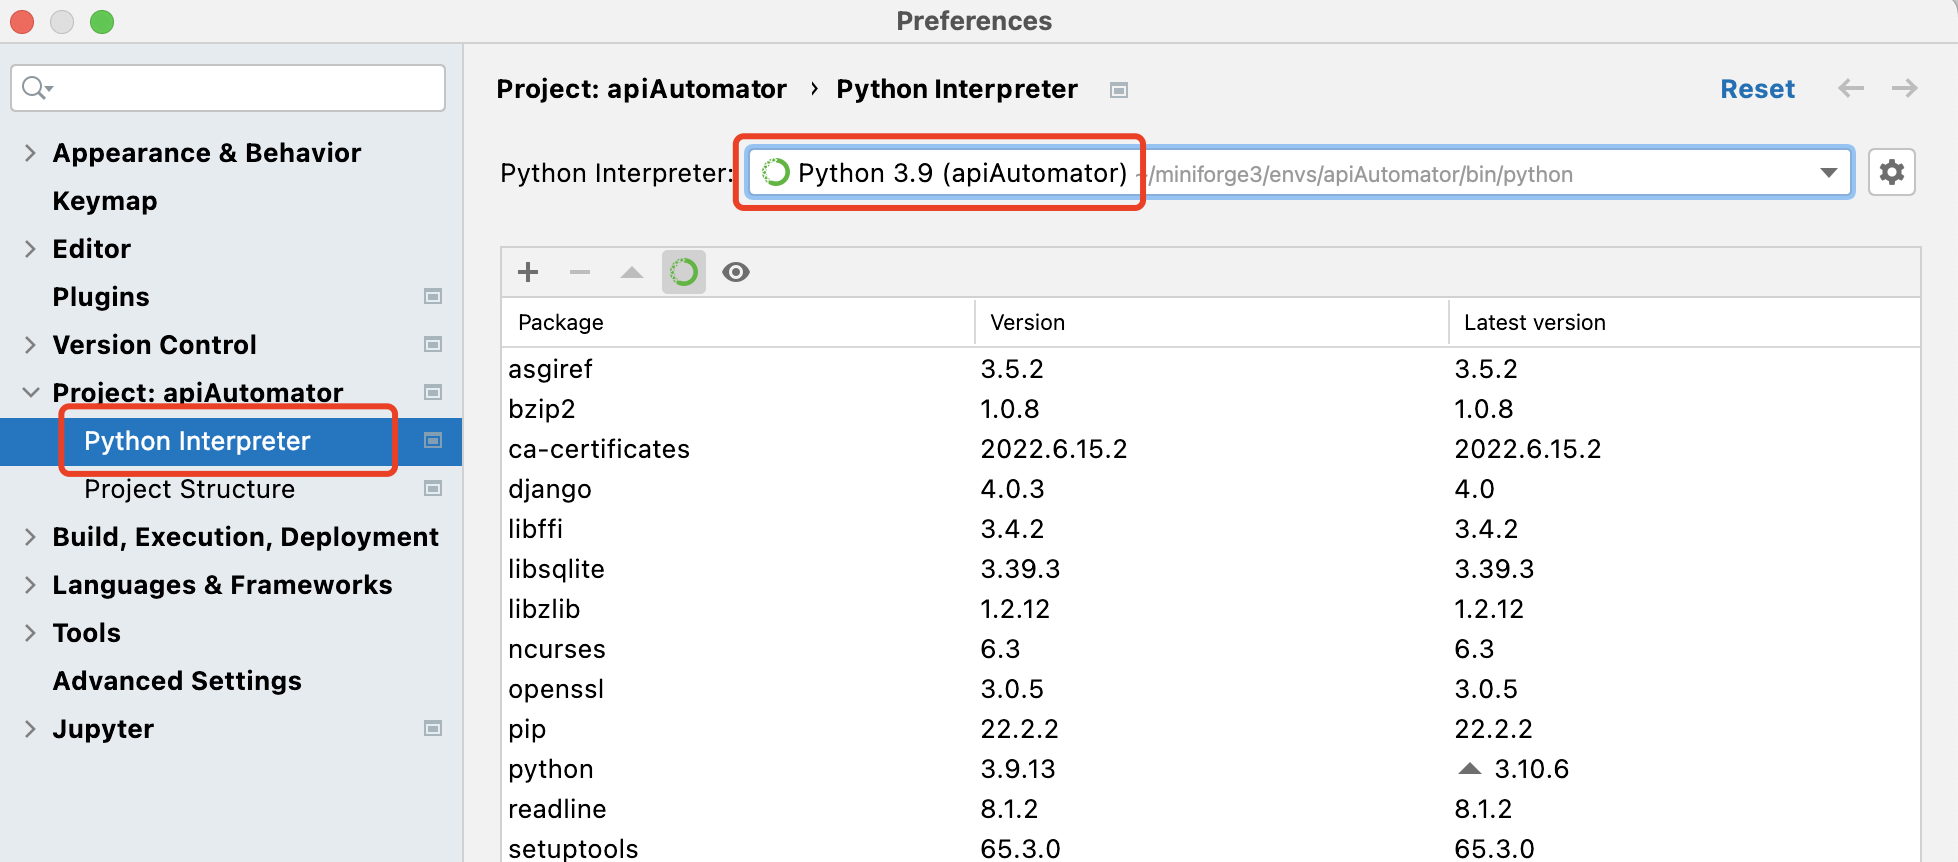 Preferences
Appearance & Behavior
Keymap
Editor
Plugins
Version Control
Project: apiAutomator
Python Interpreter
Project Structure
Build, Execution, Deployment
Languages & Frameworks
Tools
Advanced Settings
Jupyter
Project: apiAutomator › Python Interpreter
Reset
Python Interpreter: Python 3.9 (apiAutomator) ~/miniforge3/envs/apiAutomator/bin/python
Package Version Latest version
asgiref 3.5.2 3.5.2
bzip2 1.0.8 1.0.8
ca-certificates 2022.6.15.2 2022.6.15.2
django 4.0.3 4.0
libffi 3.4.2 3.4.2
libsqlite 3.39.3 3.39.3
libzlib 1.2.12 1.2.12
ncurses 6.3 6.3
openssl 3.0.5 3.0.5
pip 22.2.2 22.2.2
python 3.9.13 3.10.6
readline 8.1.2 8.1.2
setuptools 65.3.0 65.3.0